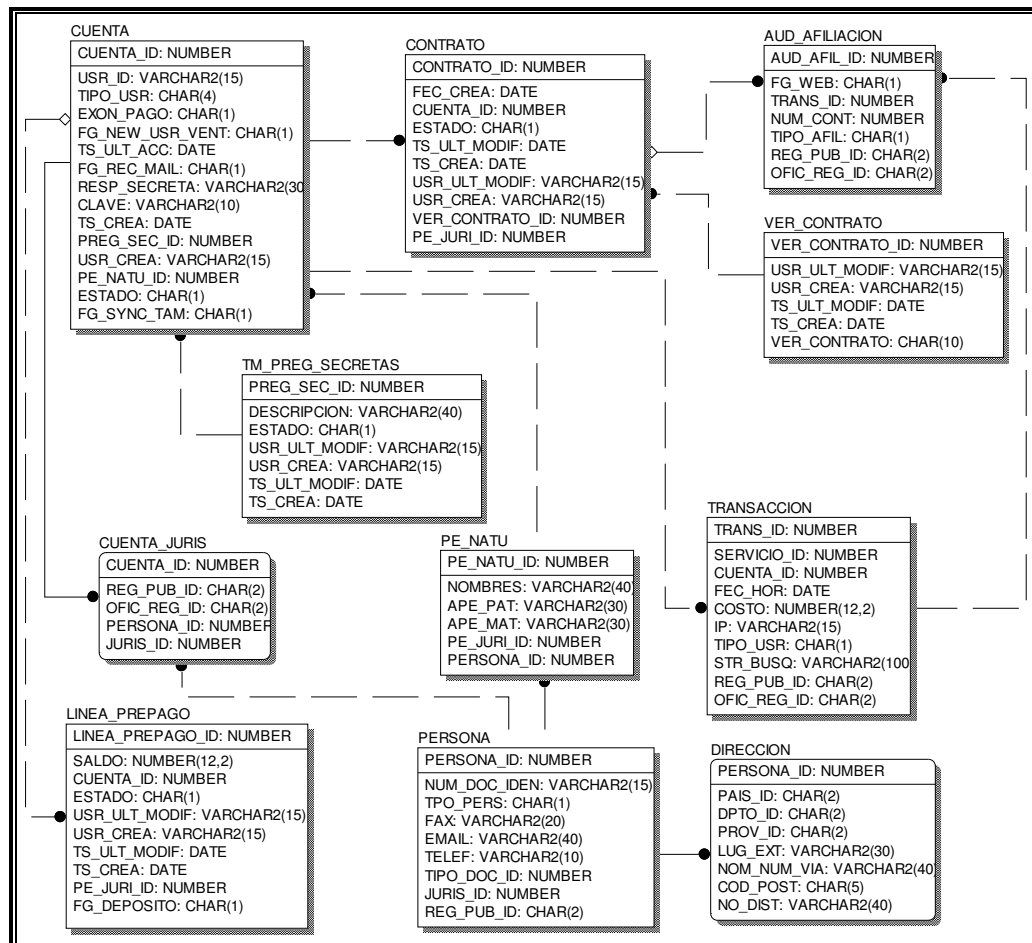 CUENTA
CUENTA_ID: NUMBER
USR_ID: VARCHAR2(15)
TIPO_USR: CHAR(4)
EXON_PAGO: CHAR(1)
FG_NEW_USR_VENT: CHAR(1)
TS_ULT_ACC: DATE
FG_REC_MAIL: CHAR(1)
RESP_SECRETA: VARCHAR2(30
CLAVE: VARCHAR2(10)
TS_CREA: DATE
PREG_SEC_ID: NUMBER
USR_CREA: VARCHAR2(15)
PE_NATU_ID: NUMBER
ESTADO: CHAR(1)
FG_SYNC_TAM: CHAR(1)
CONTRATO
CONTRATO_ID: NUMBER
FEC_CREA: DATE
CUENTA_ID: NUMBER
ESTADO: CHAR(1)
TS_ULT_MODIF: DATE
TS_CREA: DATE
USR_ULT_MODIF: VARCHAR2(15)
USR_CREA: VARCHAR2(15)
VER_CONTRATO_ID: NUMBER
PE_JURI_ID: NUMBER
AUD_AFILIACION
AUD_AFIL_ID: NUMBER
FG_WEB: CHAR(1)
TRANS_ID: NUMBER
NUM_CONT: NUMBER
TIPO_AFIL: CHAR(1)
REG_PUB_ID: CHAR(2)
OFIC_REG_ID: CHAR(2)
VER_CONTRATO
VER_CONTRATO_ID: NUMBER
USR_ULT_MODIF: VARCHAR2(15)
USR_CREA: VARCHAR2(15)
TS_ULT_MODIF: DATE
TS_CREA: DATE
VER_CONTRATO: CHAR(10)
TM_PREG_SECRETAS
PREG_SEC_ID: NUMBER
DESCRIPCION: VARCHAR2(40)
ESTADO: CHAR(1)
USR_ULT_MODIF: VARCHAR2(15)
USR_CREA: VARCHAR2(15)
TS_ULT_MODIF: DATE
TS_CREA: DATE
CUENTA_JURIS
CUENTA_ID: NUMBER
REG_PUB_ID: CHAR(2)
OFIC_REG_ID: CHAR(2)
PERSONA_ID: NUMBER
JURIS_ID: NUMBER
PE_NATU
PE_NATU_ID: NUMBER
NOMBRES: VARCHAR2(40)
APE_PAT: VARCHAR2(30)
APE_MAT: VARCHAR2(30)
PE_JURI_ID: NUMBER
PERSONA_ID: NUMBER
TRANSACCION
TRANS_ID: NUMBER
SERVICIO_ID: NUMBER
CUENTA_ID: NUMBER
FEC_HOR: DATE
COSTO: NUMBER(12,2)
IP: VARCHAR2(15)
TIPO_USR: CHAR(1)
STR_BUSQ: VARCHAR2(100
REG_PUB_ID: CHAR(2)
OFIC_REG_ID: CHAR(2)
LINEA_PREPAGO
LINEA_PREPAGO_ID: NUMBER
SALDO: NUMBER(12,2)
CUENTA_ID: NUMBER
ESTADO: CHAR(1)
USR_ULT_MODIF: VARCHAR2(15)
USR_CREA: VARCHAR2(15)
TS_ULT_MODIF: DATE
TS_CREA: DATE
PE_JURI_ID: NUMBER
FG_DEPOSITO: CHAR(1)
PERSONA
PERSONA_ID: NUMBER
NUM_DOC_IDEN: VARCHAR2(15)
TPO_PERS: CHAR(1)
FAX: VARCHAR2(20)
EMAIL: VARCHAR2(40)
TELEF: VARCHAR2(10)
TIPO_DOC_ID: NUMBER
JURIS_ID: NUMBER
REG_PUB_ID: CHAR(2)
DIRECCION
PERSONA_ID: NUMBER
PAIS_ID: CHAR(2)
DPTO_ID: CHAR(2)
PROV_ID: CHAR(2)
LUG_EXT: VARCHAR2(30)
NOM_NUM_VIA: VARCHAR2(40)
COD_POST: CHAR(5)
NO_DIST: VARCHAR2(40)